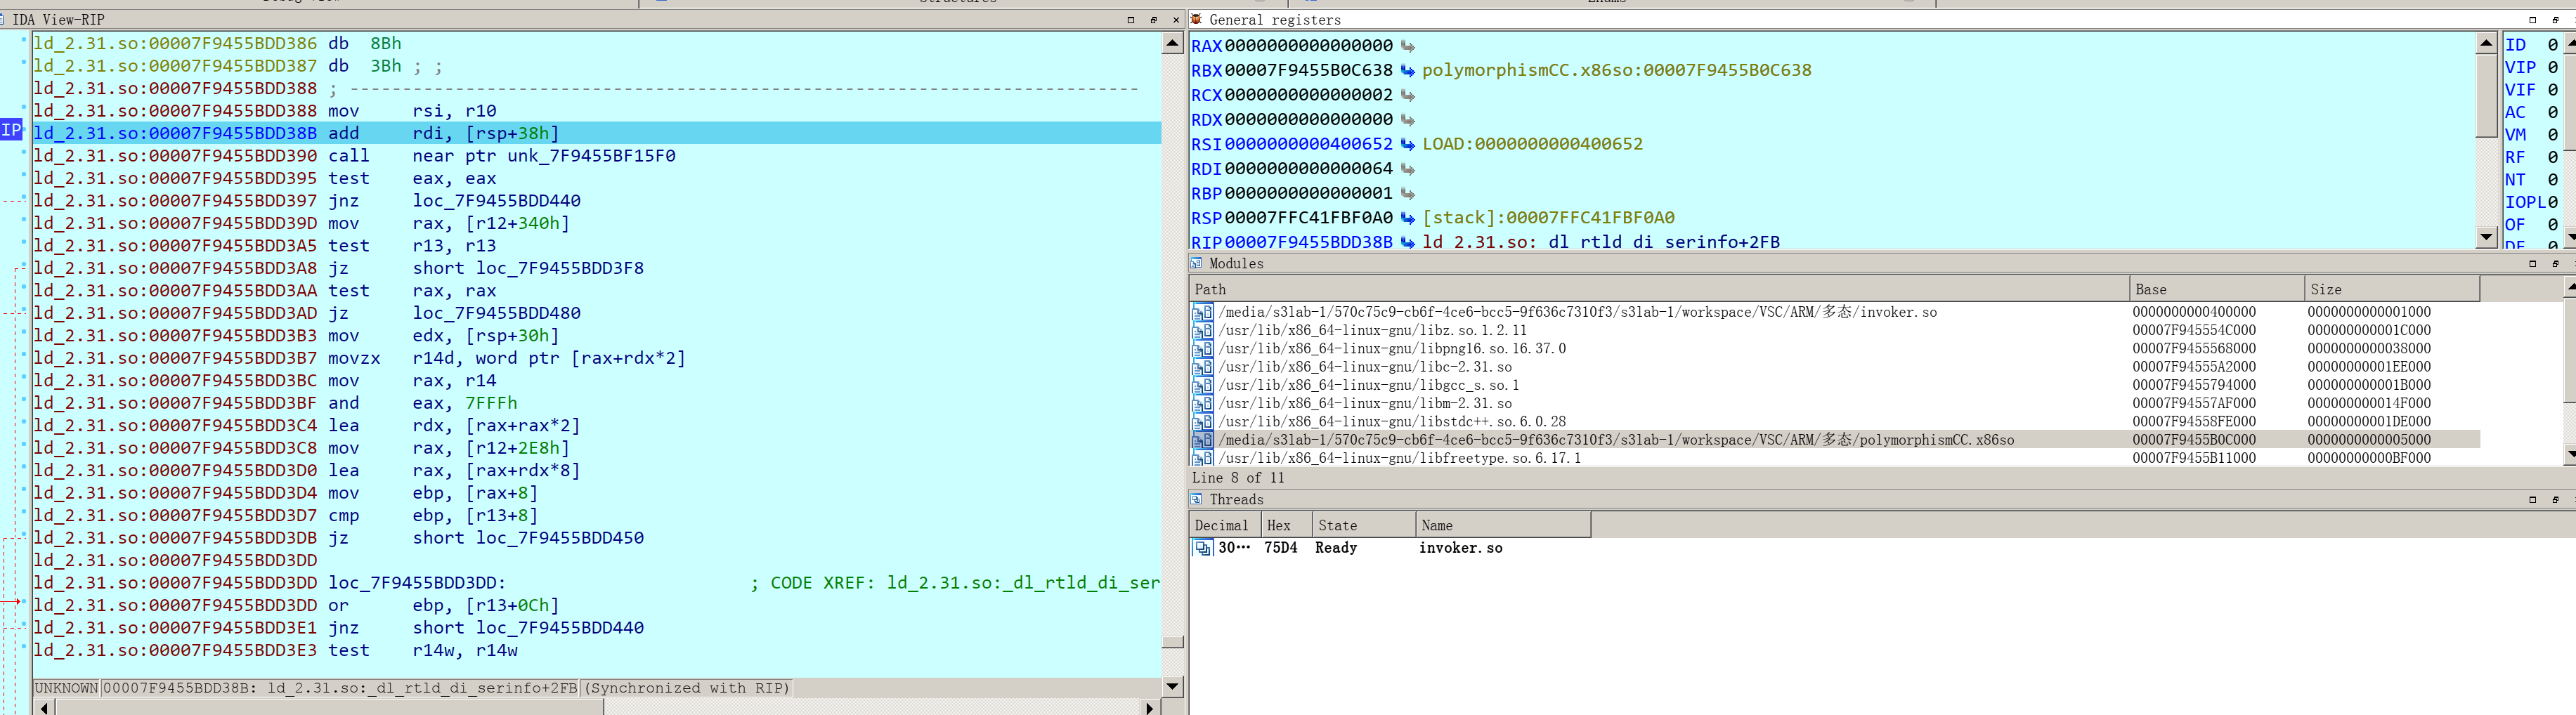 IDA View-RIP
ld_2.31.so:00007F9455BDD386 db  8Bh
ld_2.31.so:00007F9455BDD387 db  3Bh ; ;
ld_2.31.so:00007F9455BDD388 ; ---------------------------------------------------------------------------
ld_2.31.so:00007F9455BDD388 mov     rsi, r10
IP
ld_2.31.so:00007F9455BDD38B add     rdi, [rsp+38h]
ld_2.31.so:00007F9455BDD390 call    near ptr unk_7F9455BF15F0
ld_2.31.so:00007F9455BDD395 test    eax, eax
ld_2.31.so:00007F9455BDD397 jnz     loc_7F9455BDD440
ld_2.31.so:00007F9455BDD39D mov     rax, [r12+340h]
ld_2.31.so:00007F9455BDD3A5 test    r13, r13
ld_2.31.so:00007F9455BDD3A8 jz      short loc_7F9455BDD3F8
ld_2.31.so:00007F9455BDD3AA test    rax, rax
ld_2.31.so:00007F9455BDD3AD jz      loc_7F9455BDD480
ld_2.31.so:00007F9455BDD3B3 mov     edx, [rsp+30h]
ld_2.31.so:00007F9455BDD3B7 movzx   r14d, word ptr [rax+rdx*2]
ld_2.31.so:00007F9455BDD3BC mov     rax, r14
ld_2.31.so:00007F9455BDD3BF and     eax, 7FFFh
ld_2.31.so:00007F9455BDD3C4 lea     rdx, [rax+rax*2]
ld_2.31.so:00007F9455BDD3C8 mov     rax, [r12+2E8h]
ld_2.31.so:00007F9455BDD3D0 lea     rax, [rax+rdx*8]
ld_2.31.so:00007F9455BDD3D4 mov     ebp, [rax+8]
ld_2.31.so:00007F9455BDD3D7 cmp     ebp, [r13+8]
ld_2.31.so:00007F9455BDD3DB jz      short loc_7F9455BDD450
ld_2.31.so:00007F9455BDD3DD
ld_2.31.so:00007F9455BDD3DD loc_7F9455BDD3DD:                       ; CODE XREF: ld_2.31.so:_dl_rtld_di_ser
ld_2.31.so:00007F9455BDD3DD or      ebp, [r13+0Ch]
ld_2.31.so:00007F9455BDD3E1 jnz     short loc_7F9455BDD440
ld_2.31.so:00007F9455BDD3E3 test    r14w, r14w
UNKNOWN 00007F9455BDD38B: ld_2.31.so:_dl_rtld_di_serinfo+2FB (Synchronized with RIP)
General registers
RAX 0000000000000000
RBX 00007F9455B0C638 polymorphismCC.x86so:00007F9455B0C638
RCX 0000000000000002
RDX 0000000000000000
RSI 0000000000400652 LOAD:0000000000400652
RDI 0000000000000064
RBP 0000000000000001
RSP 00007FFC41FBF0A0 [stack]:00007FFC41FBF0A0
RIP 00007F9455BDD38B ld_2.31.so:_dl_rtld_di_serinfo+2FB
ID 0
VIP 0
VIF 0
AC 0
VM 0
RF 0
NT 0
IOPL 0
OF 0
DF 0
Modules
Path Base Size
/media/s3lab-1/570c75c9-cb6f-4ce6-bcc5-9f636c7310f3/s3lab-1/workspace/VSC/ARM/多态/invoker.so 0000000000400000 0000000000001000
/usr/lib/x86_64-linux-gnu/libz.so.1.2.11 00007F945554C000 000000000001C000
/usr/lib/x86_64-linux-gnu/libpng16.so.16.37.0 00007F9455568000 0000000000038000
/usr/lib/x86_64-linux-gnu/libc-2.31.so 00007F94555A2000 00000000001EE000
/usr/lib/x86_64-linux-gnu/libgcc_s.so.1 00007F9455794000 000000000001B000
/usr/lib/x86_64-linux-gnu/libm-2.31.so 00007F94557AF000 000000000014F000
/usr/lib/x86_64-linux-gnu/libstdc++.so.6.0.28 00007F94558FE000 00000000001DE000
/media/s3lab-1/570c75c9-cb6f-4ce6-bcc5-9f636c7310f3/s3lab-1/workspace/VSC/ARM/多态/polymorphismCC.x86so 00007F9455B0C000 0000000000005000
/usr/lib/x86_64-linux-gnu/libfreetype.so.6.17.1 00007F9455B11000 00000000000BF000
Line 8 of 11
Threads
Decimal Hex State Name
30… 75D4 Ready invoker.so